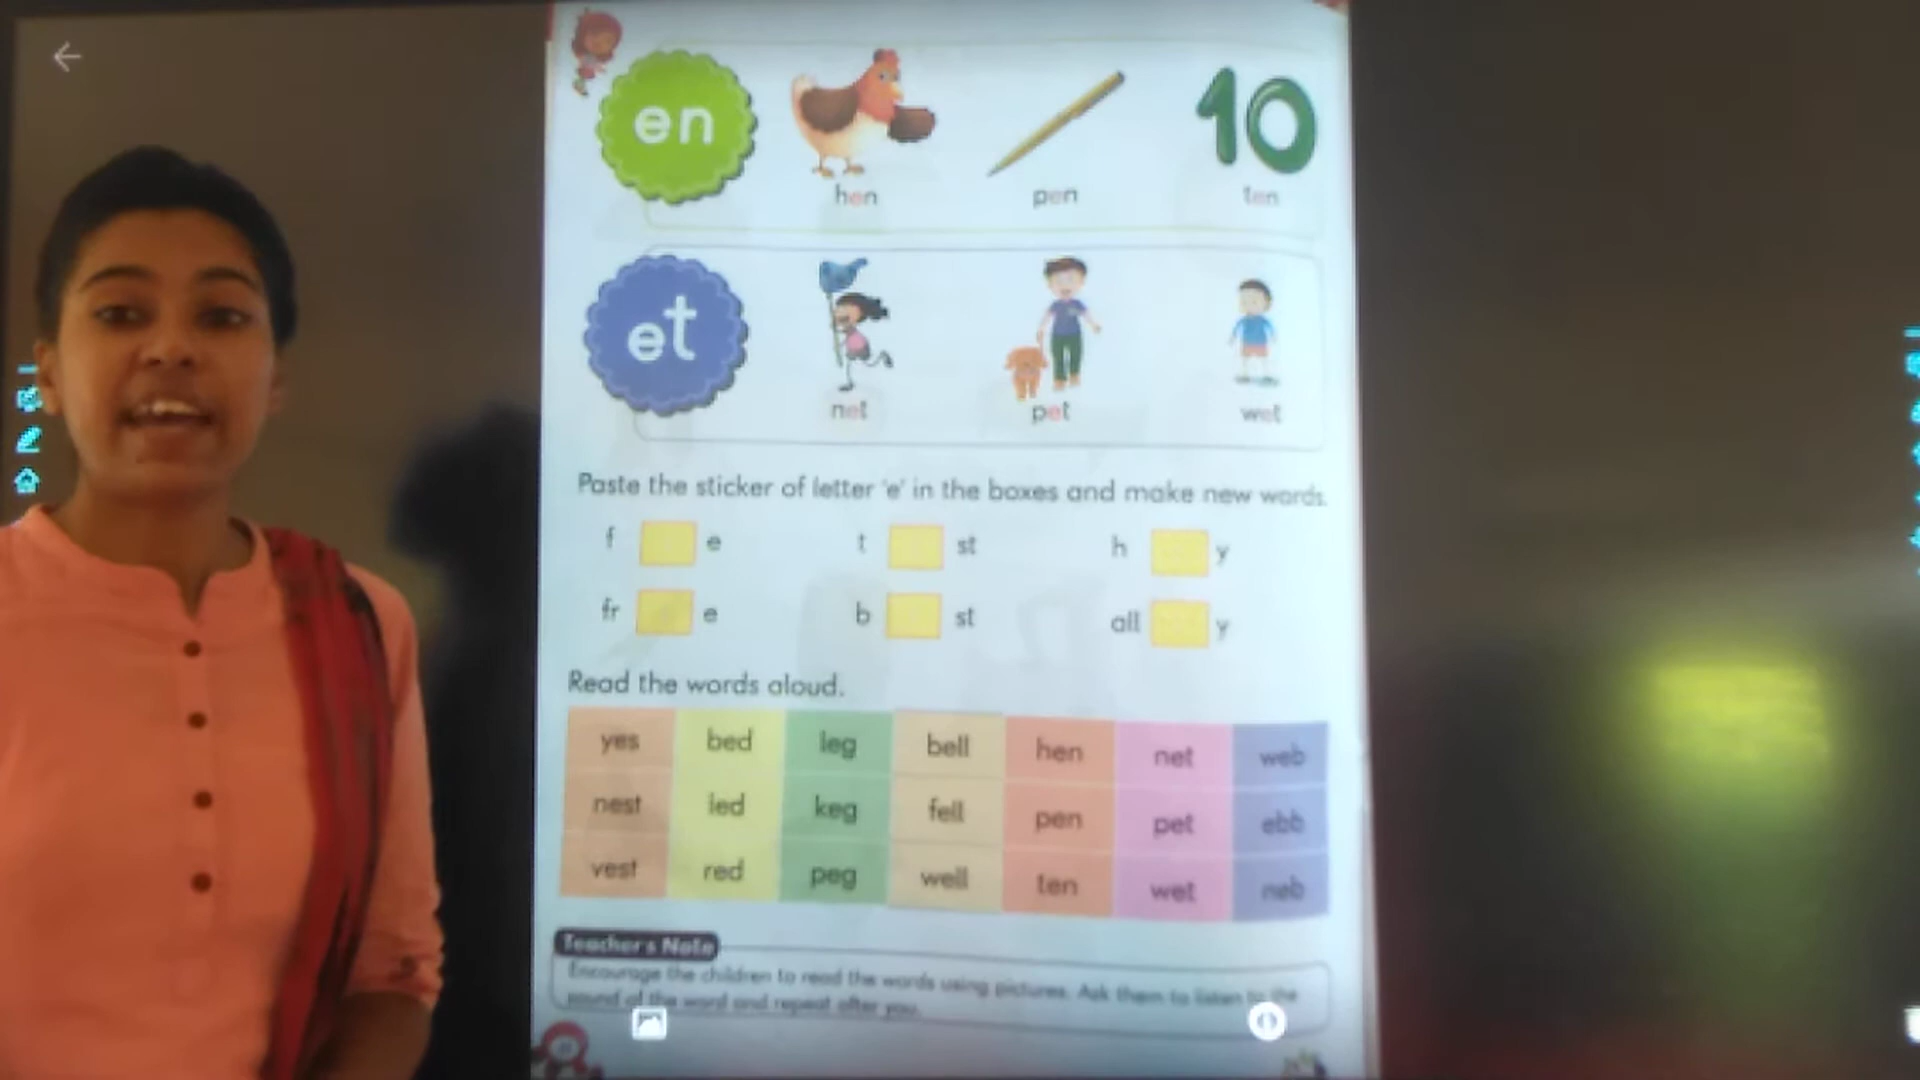 en
hen pen ten
10
et
net pet wet
Paste the sticker of letter 'e' in the boxes and make new words.
f e t st h y
fr e b st all y
Read the words aloud.
yes bed leg bell hen net web
nest led keg fell pen pet ebb
vest red peg well ten wet neb
Teacher's Note
Encourage the children to read the words using pictures. Ask them to listen to the
sound of the word and repeat after you.